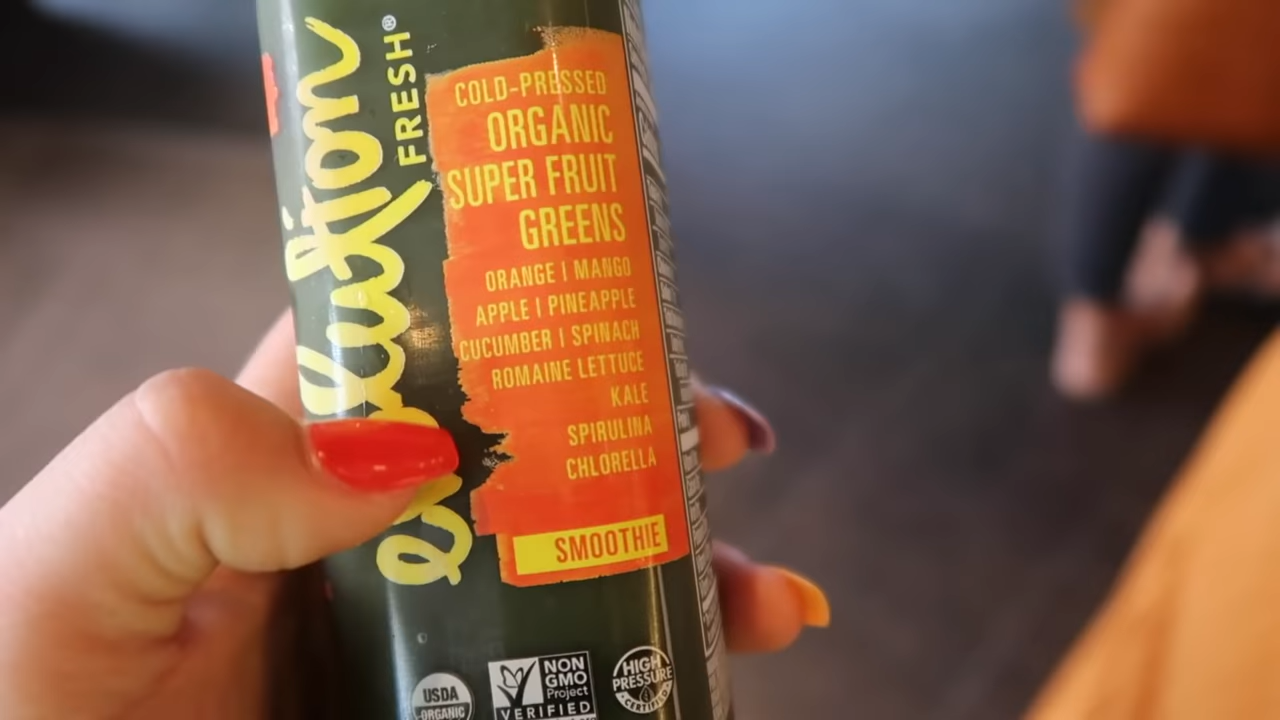 FRESH®
COLD-PRESSED
ORGANIC
SUPER FRUIT
GREENS
ORANGE | MANGO
APPLE | PINEAPPLE
CUCUMBER | SPINACH
ROMAINE LETTUCE
KALE
SPIRULINA
CHLORELLA
SMOOTHIE
USDA
ORGANIC
NON
GMO
Project
VERIFIED
HIGH
PRESSURE
CERTIFIED